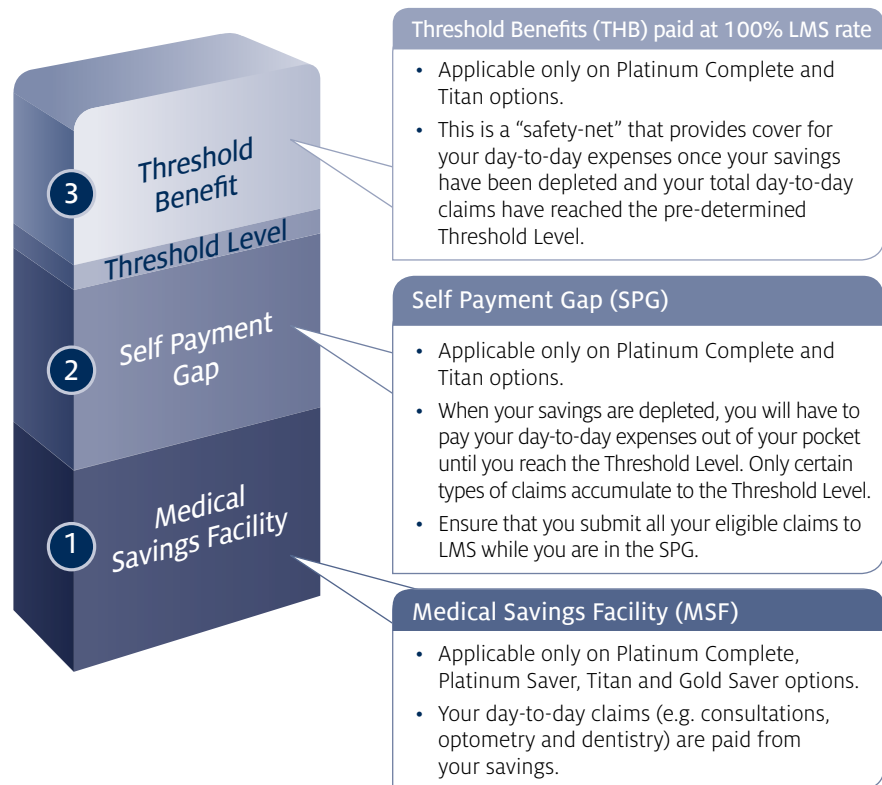 Threshold Benefits (THB) paid at 100% LMS rate
• Applicable only on Platinum Complete and
Titan options.
• This is a “safety-net” that provides cover for
your day-to-day expenses once your savings
have been depleted and your total day-to-day
claims have reached the pre-determined
Threshold Level.
3
Threshold
Benefit
Threshold Level
Self Payment Gap (SPG)
• Applicable only on Platinum Complete and
Titan options.
• When your savings are depleted, you will have to
pay your day-to-day expenses out of your pocket
until you reach the Threshold Level. Only certain
types of claims accumulate to the Threshold Level.
• Ensure that you submit all your eligible claims to
LMS while you are in the SPG.
2
Self Payment
Gap
1
Medical
Savings Facility
Medical Savings Facility (MSF)
• Applicable only on Platinum Complete,
Platinum Saver, Titan and Gold Saver options.
• Your day-to-day claims (e.g. consultations,
optometry and dentistry) are paid from
your savings.